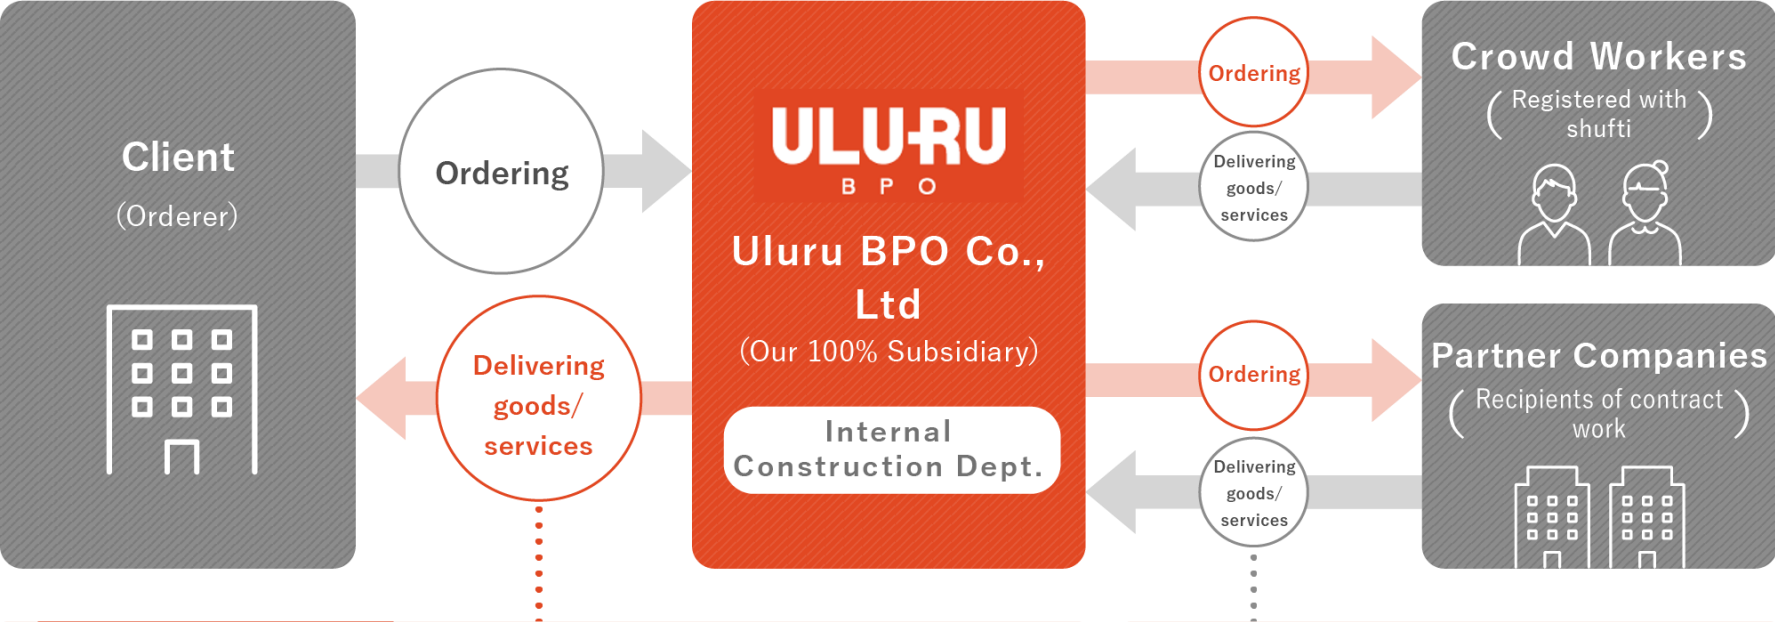 Client
(Orderer)
Ordering
Delivering
goods/
services
ULURU
BPO
Uluru BPO Co.,
Ltd
(Our 100% Subsidiary)
Internal
Construction Dept.
Ordering
Delivering
goods/
services
Crowd Workers
(Registered with
shufti)
Ordering
Delivering
goods/
services
Partner Companies
(Recipients of contract
work)